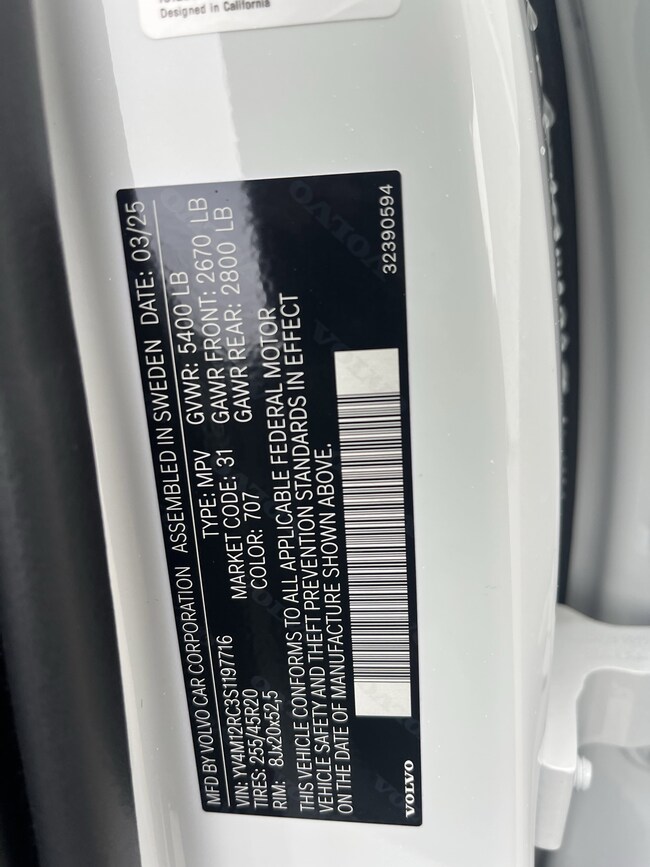 Designed in California
MFD BY VOLVO CAR CORPORATION ASSEMBLED IN SWEDEN DATE: 03/25
VIN: YV4M12RC3S1197716 TYPE: MPV GVWR: 5400 LB
TIRES: 255/45R20 MARKET CODE: 31 GAWR FRONT: 2670 LB
RIM: 8Jx20x52,5 COLOR: 707 GAWR REAR: 2800 LB
THIS VEHICLE CONFORMS TO ALL APPLICABLE FEDERAL MOTOR
VEHICLE SAFETY AND THEFT PREVENTION STANDARDS IN EFFECT
ON THE DATE OF MANUFACTURE SHOWN ABOVE.
VOLVO
32390594